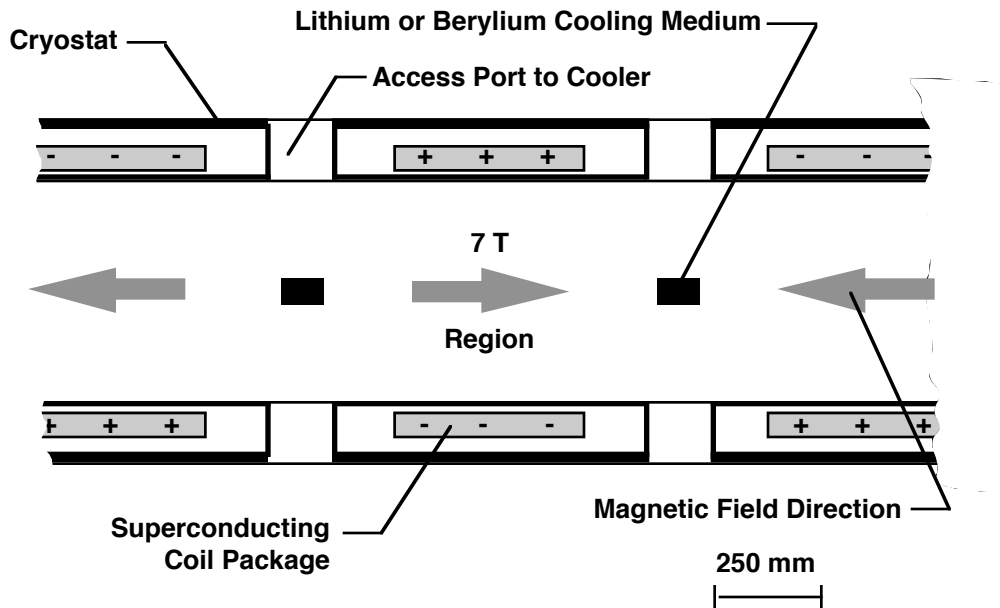 Lithium or Berylium Cooling Medium
Cryostat
Access Port to Cooler
- - - + + + - - -
7 T
Region
+ + + - - - + + +
Magnetic Field Direction
Superconducting
Coil Package
250 mm